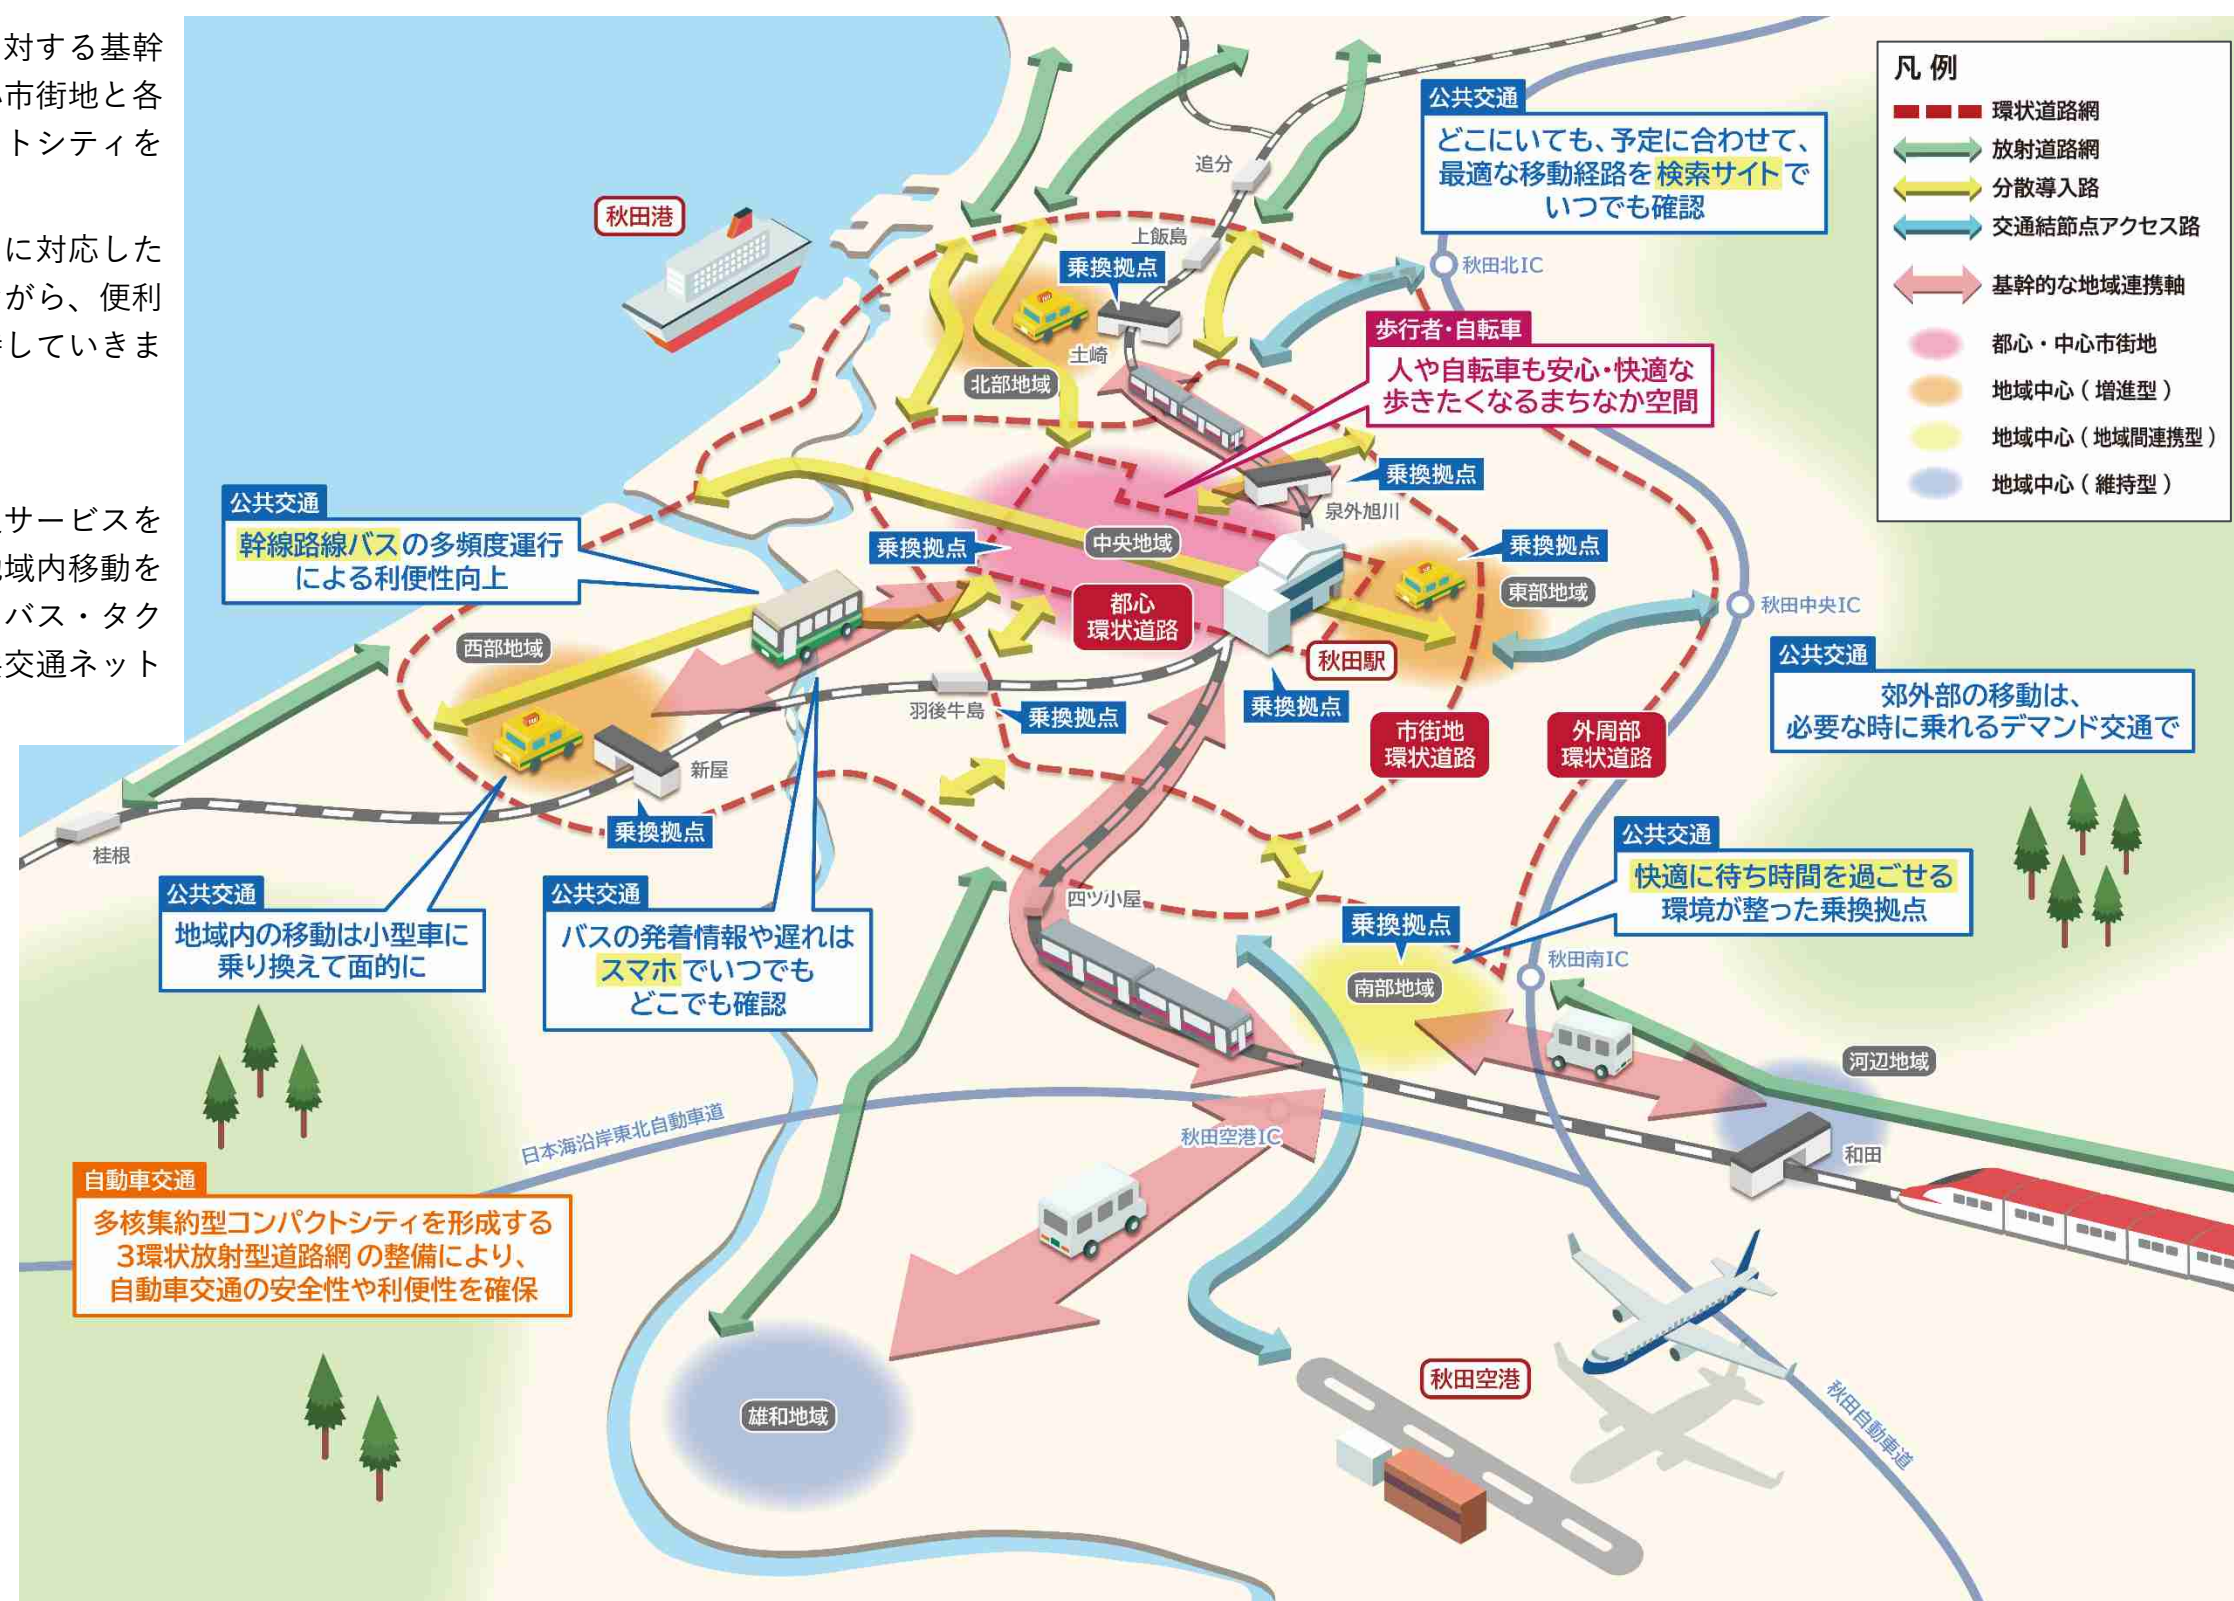 対する基幹
市街地と各
トシティを
に対応した
がら、便利
していきま
サービスを
域内移動を
バス・タク
交通ネット
凡 例
環状道路網
放射道路網
分散導入路
交通結節点アクセス路
基幹的な地域連携軸
都心・中心市街地
地域中心（増進型）
地域中心（地域間連携型）
地域中心（維持型）
公共交通
どこにいても、予定に合わせて、
最適な移動経路を検索サイトで
いつでも確認
追分
秋田港
上飯島
乗換拠点
秋田北IC
土崎
北部地域
歩行者・自転車
人や自転車も安心・快適な
歩きたくなるまちなか空間
乗換拠点
泉外旭川
公共交通
幹線路線バスの多頻度運行
による利便性向上
乗換拠点
中央地域
乗換拠点
東部地域
都心
環状道路
秋田中央IC
西部地域
秋田駅
乗換拠点
羽後牛島
乗換拠点
公共交通
郊外部の移動は、
必要な時に乗れるデマンド交通で
市街地
環状道路
外周部
環状道路
新屋
乗換拠点
桂根
公共交通
地域内の移動は小型車に
乗り換えて面的に
公共交通
バスの発着情報や遅れは
スマホでいつでも
どこでも確認
四ツ小屋
公共交通
快適に待ち時間を過ごせる
環境が整った乗換拠点
乗換拠点
南部地域
秋田南IC
河辺地域
和田
日本海沿岸東北自動車道
秋田空港IC
自動車交通
多核集約型コンパクトシティを形成する
3環状放射型道路網の整備により、
自動車交通の安全性や利便性を確保
秋田空港
雄和地域
秋田自動車道